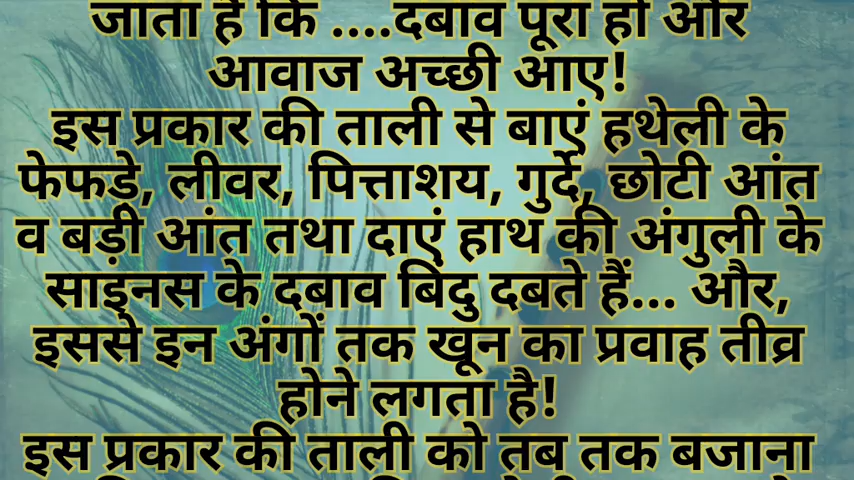 जाता है कि ....दबाव पूरा हो और
आवाज अच्छी आए!
इस प्रकार की ताली से बाएं हथेली के
फेफड़े, लीवर, पित्ताशय, गुर्दे, छोटी आंत
व बड़ी आंत तथा दाएं हाथ की अंगुली के
साइनस के दबाव बिंदु दबते हैं... और,
इससे इन अंगों तक खून का प्रवाह तीव्र
होने लगता है!
इस प्रकार की ताली को तब तक बजाना